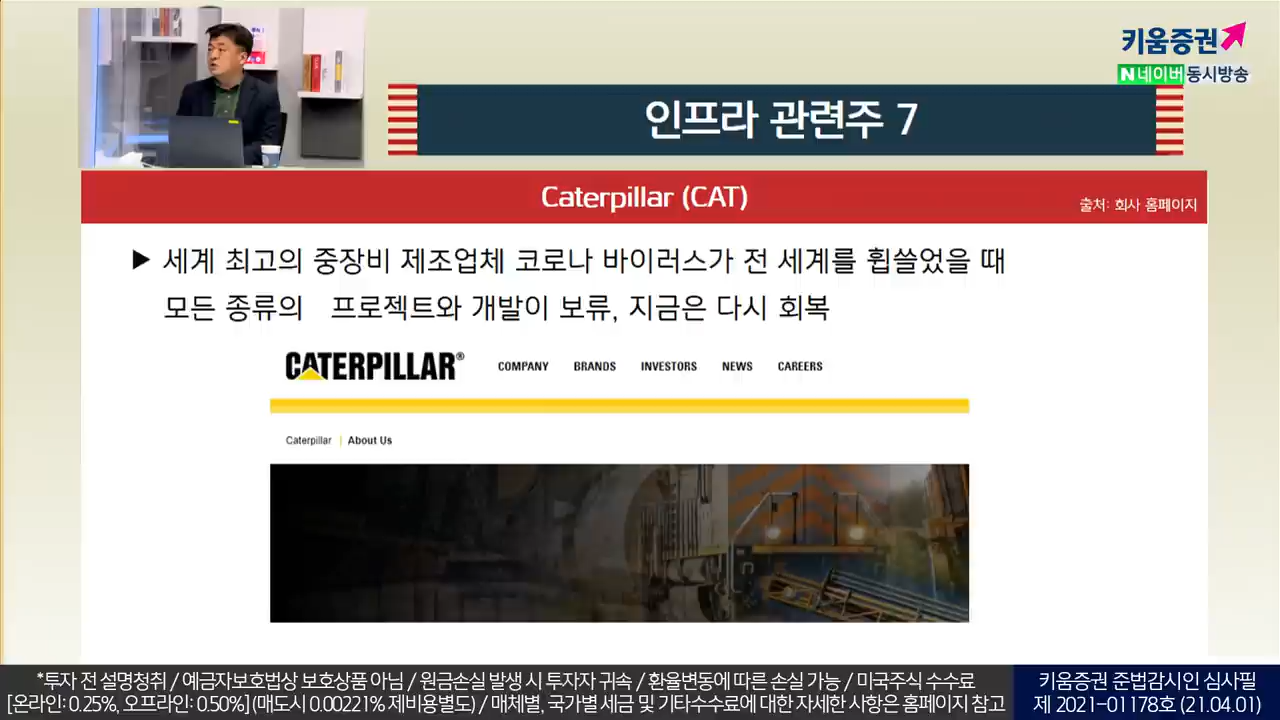 키움증권
N 네이버 동시방송
인프라 관련주 7
Caterpillar (CAT)
출처: 회사 홈페이지
▶ 세계 최고의 중장비 제조업체 코로나 바이러스가 전 세계를 휩쓸었을 때
모든 종류의 프로젝트와 개발이 보류, 지금은 다시 회복
CATERPILLAR®
COMPANY BRANDS INVESTORS NEWS CAREERS
Caterpillar | About Us
*투자 전 설명청취 / 예금자보호법상 보호상품 아님 / 원금손실 발생 시 투자자 귀속 / 환율변동에 따른 손실 가능 / 미국주식 수수료
[온라인: 0.25%, 오프라인: 0.50%](매도시 0.00221% 제비용별도) / 매체별, 국가별 세금 및 기타수수료에 대한 자세한 사항은 홈페이지 참고
키움증권 준법감시인 심사필
제 2021-01178호 (21.04.01)